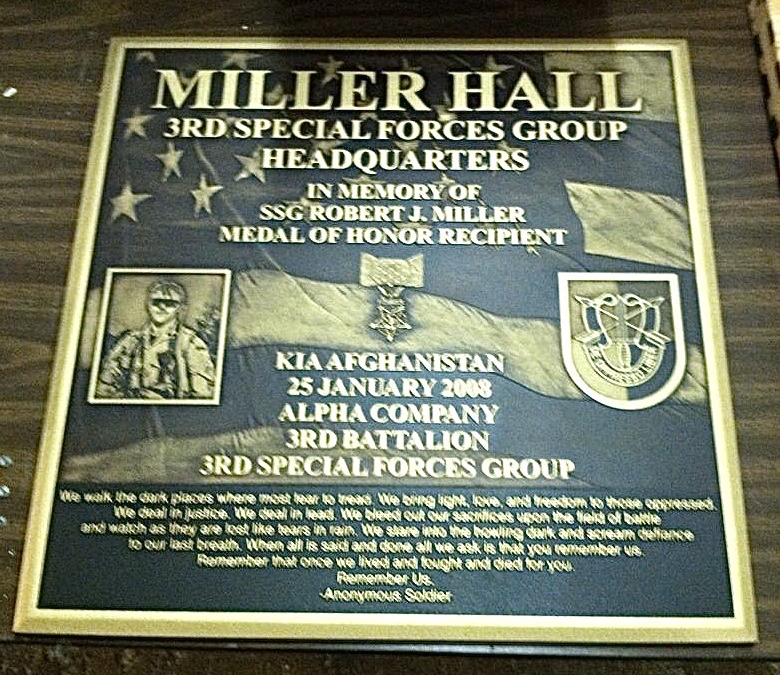 MILLER HALL
3RD SPECIAL FORCES GROUP
HEADQUARTERS
IN MEMORY OF
SSG ROBERT J. MILLER
MEDAL OF HONOR RECIPIENT
KIA AFGHANISTAN
25 JANUARY 2008
ALPHA COMPANY
3RD BATTALION
3RD SPECIAL FORCES GROUP
We walk the dark places where most fear to tread. We bring light, love, and freedom to those oppressed.
We deal in justice. We deal in lead. We bleed out our sacrifices upon the field of battle
and watch as they are lost like tears in rain. We stare into the howling dark and scream defiance
to our last breath. When all is said and done all we ask is that you remember us.
Remember that once we lived and fought and died for you.
Remember Us.
-Anonymous Soldier